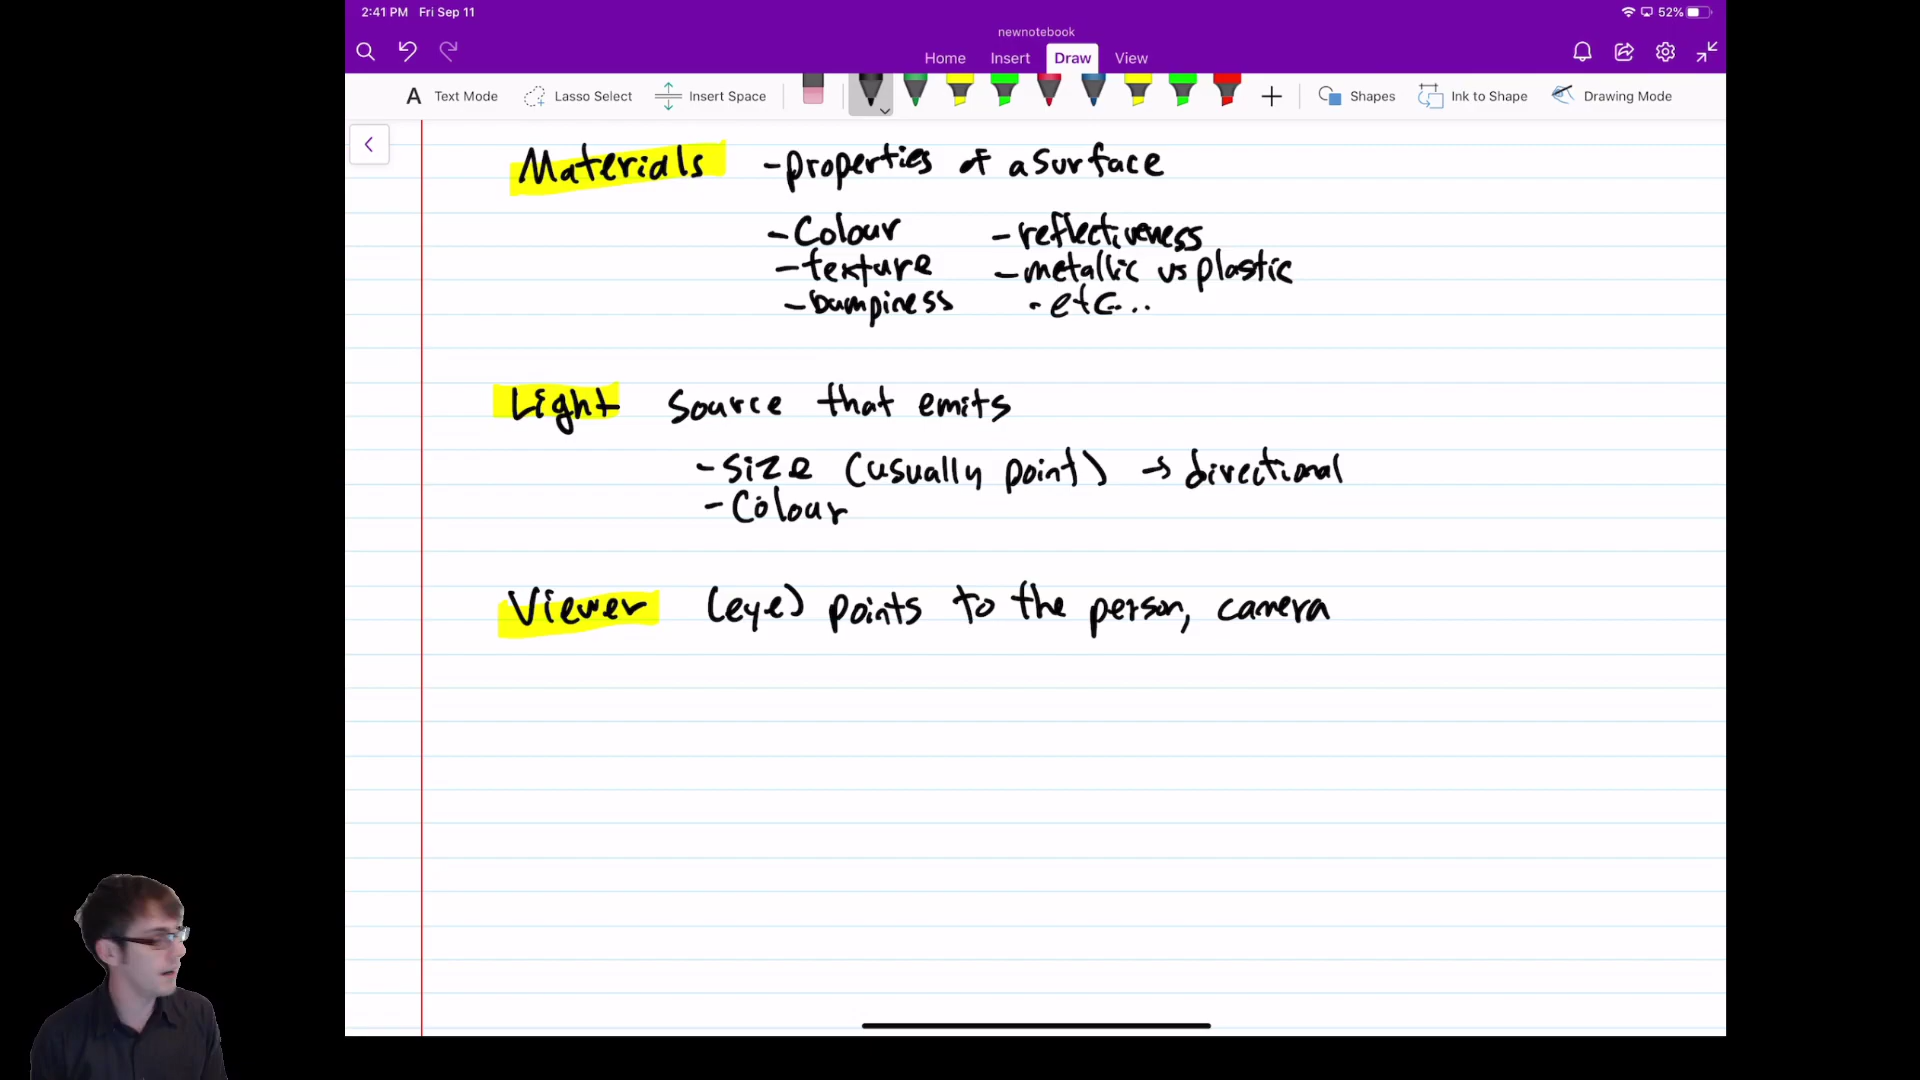 2:41 PM Fri Sep 11
52%
newnotebook
Home Insert Draw View
A Text Mode Lasso Select Insert Space Shapes Ink to Shape Drawing Mode
Materials - properties of a surface
- Colour - reflectiveness
- texture - metallic vs plastic
- bumpiness - etc...
Light source that emits
- size (usually point) → directional
- Colour
Viewer (eye) points to the person, camera